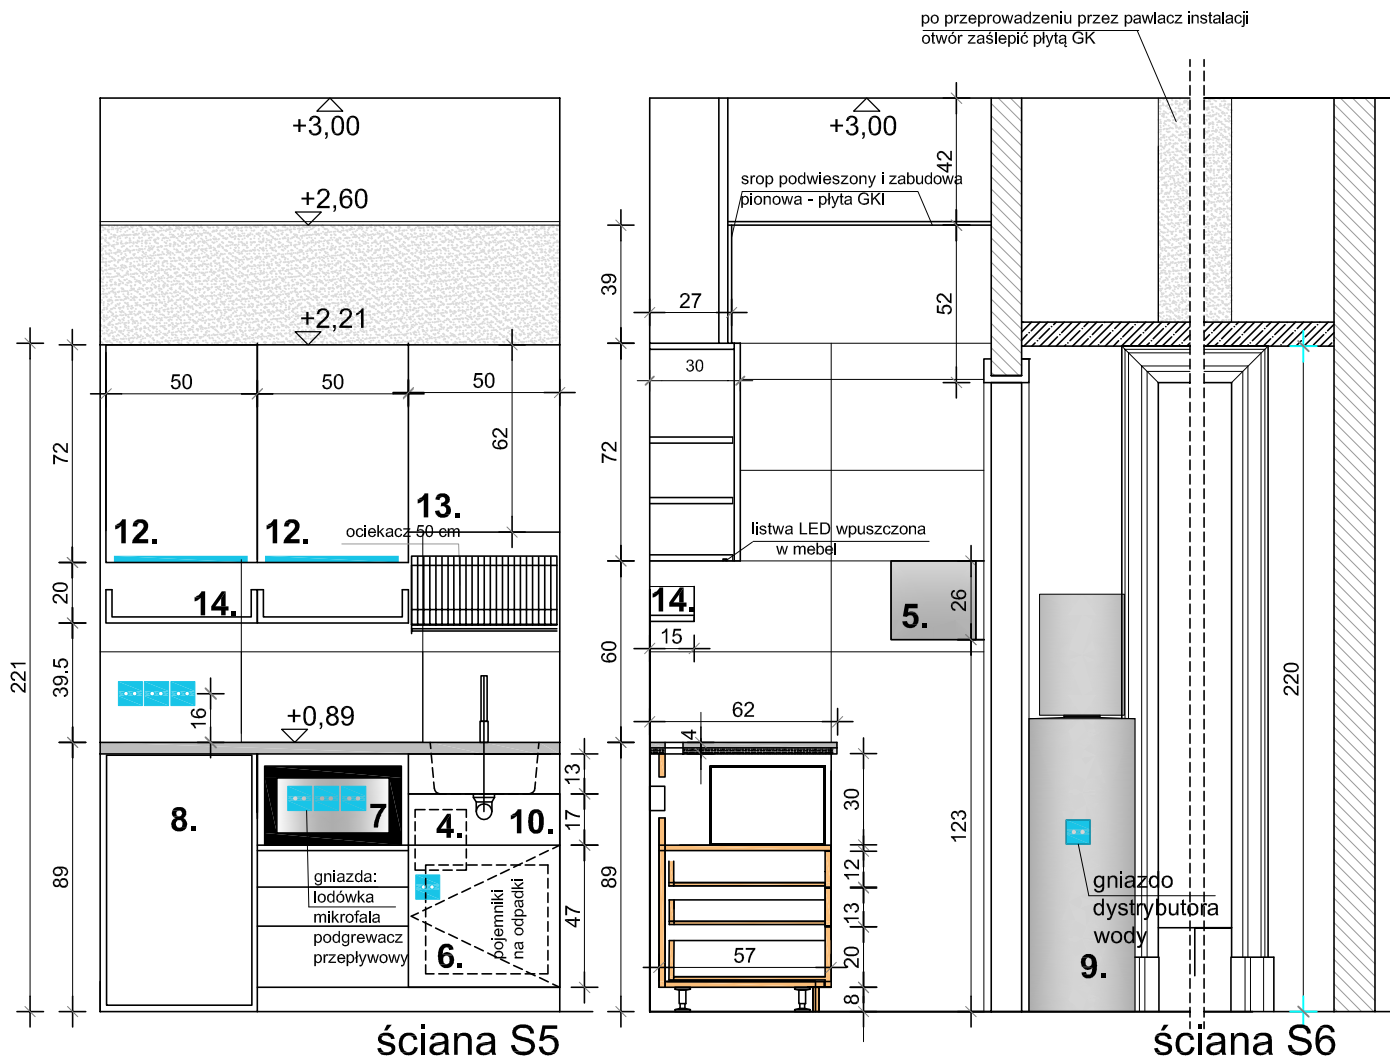 po przeprowadzeniu przez pawlacz instalacji
otwór zaślepić płytą GK
+3,00
+3,00
42
srop podwieszony i zabudowa
pionowa - płyta GKI
+2,60
39
27
52
+2,21
50
50
50
30
72
62
72
12.
12.
13.
ociekacz 50 cm
listwa LED wpuszczona
w mebel
20
14.
14.
5.
26
15
221
39.5
60
220
16
+0,89
62
4
13
8.
7
4.
10.
17
30
123
89
gniazda:
lodówka
mikrofala
podgrzewacz
przepływowy
pojemniki
na odpadki
6.
47
89
12
13
57
20
8
gniazdo
dystrybutora
wody
9.
ściana S5
ściana S6